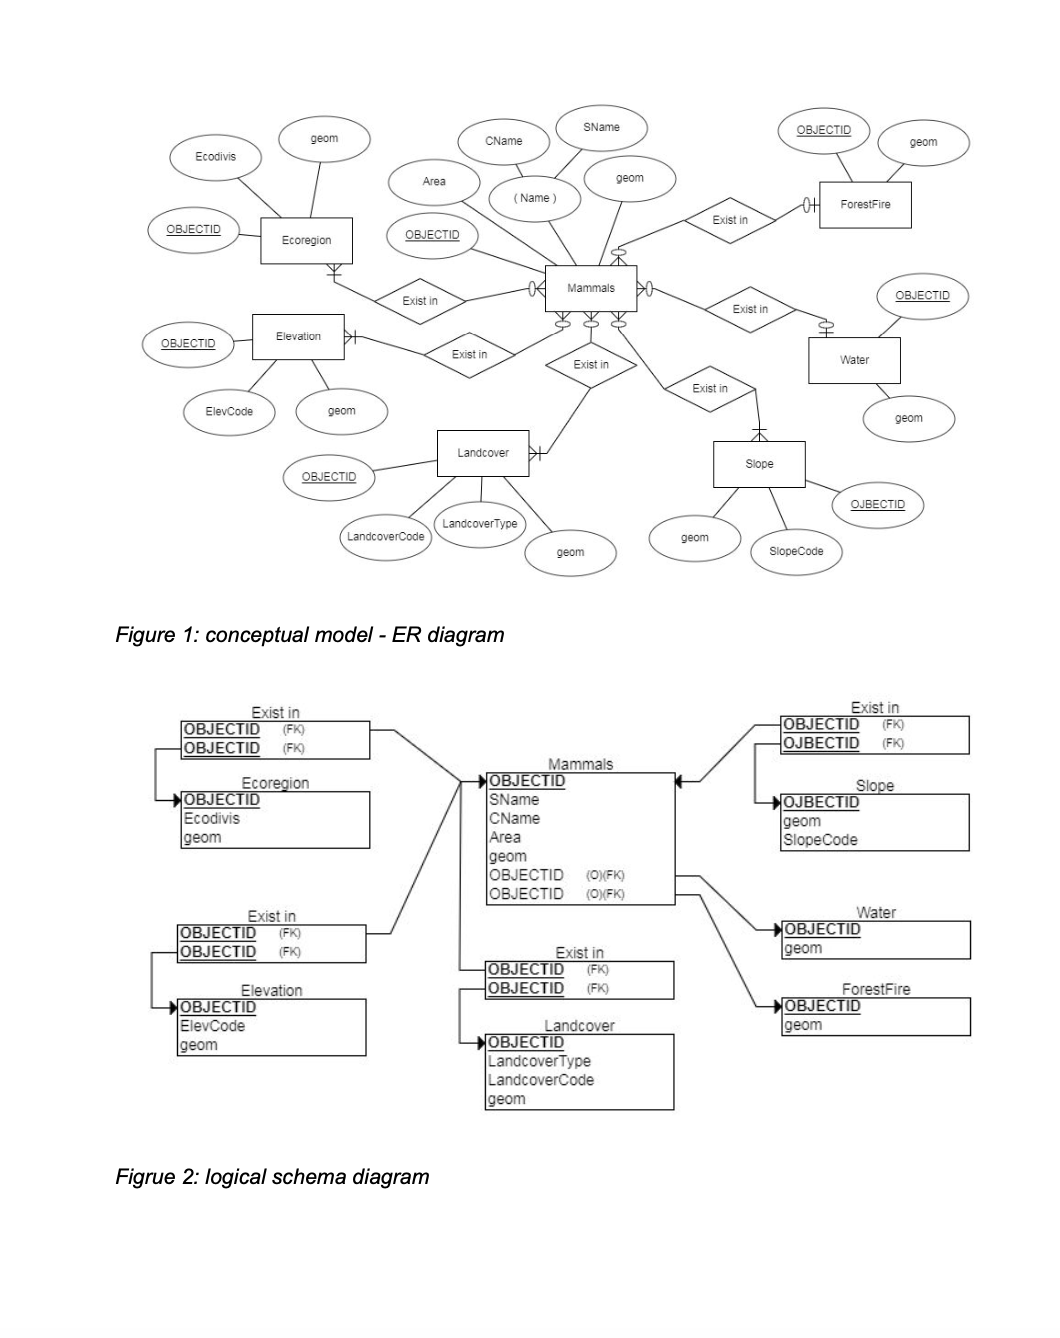 Ecodivis
geom
OBJECTID
Ecoregion
CName
SName
Area
( Name )
geom
OBJECTID
Mammals
OBJECTID
geom
ForestFire
Exist in
Exist in
Exist in
OBJECTID
Water
geom
OBJECTID
Elevation
ElevCode
geom
Exist in
Exist in
Exist in
Landcover
OBJECTID
LandcoverCode
LandcoverType
geom
Slope
OJBECTID
geom
SlopeCode
Figure 1: conceptual model - ER diagram
Exist in
OBJECTID (FK)
OBJECTID (FK)
Ecoregion
OBJECTID
Ecodivis
geom
Exist in
OBJECTID (FK)
OBJECTID (FK)
Elevation
OBJECTID
ElevCode
geom
Mammals
OBJECTID
SName
CName
Area
geom
OBJECTID (O)(FK)
OBJECTID (O)(FK)
Exist in
OBJECTID (FK)
OBJECTID (FK)
Landcover
OBJECTID
LandcoverType
LandcoverCode
geom
Exist in
OBJECTID (FK)
OJBECTID (FK)
Slope
OJBECTID
geom
SlopeCode
Water
OBJECTID
geom
ForestFire
OBJECTID
geom
Figrue 2: logical schema diagram